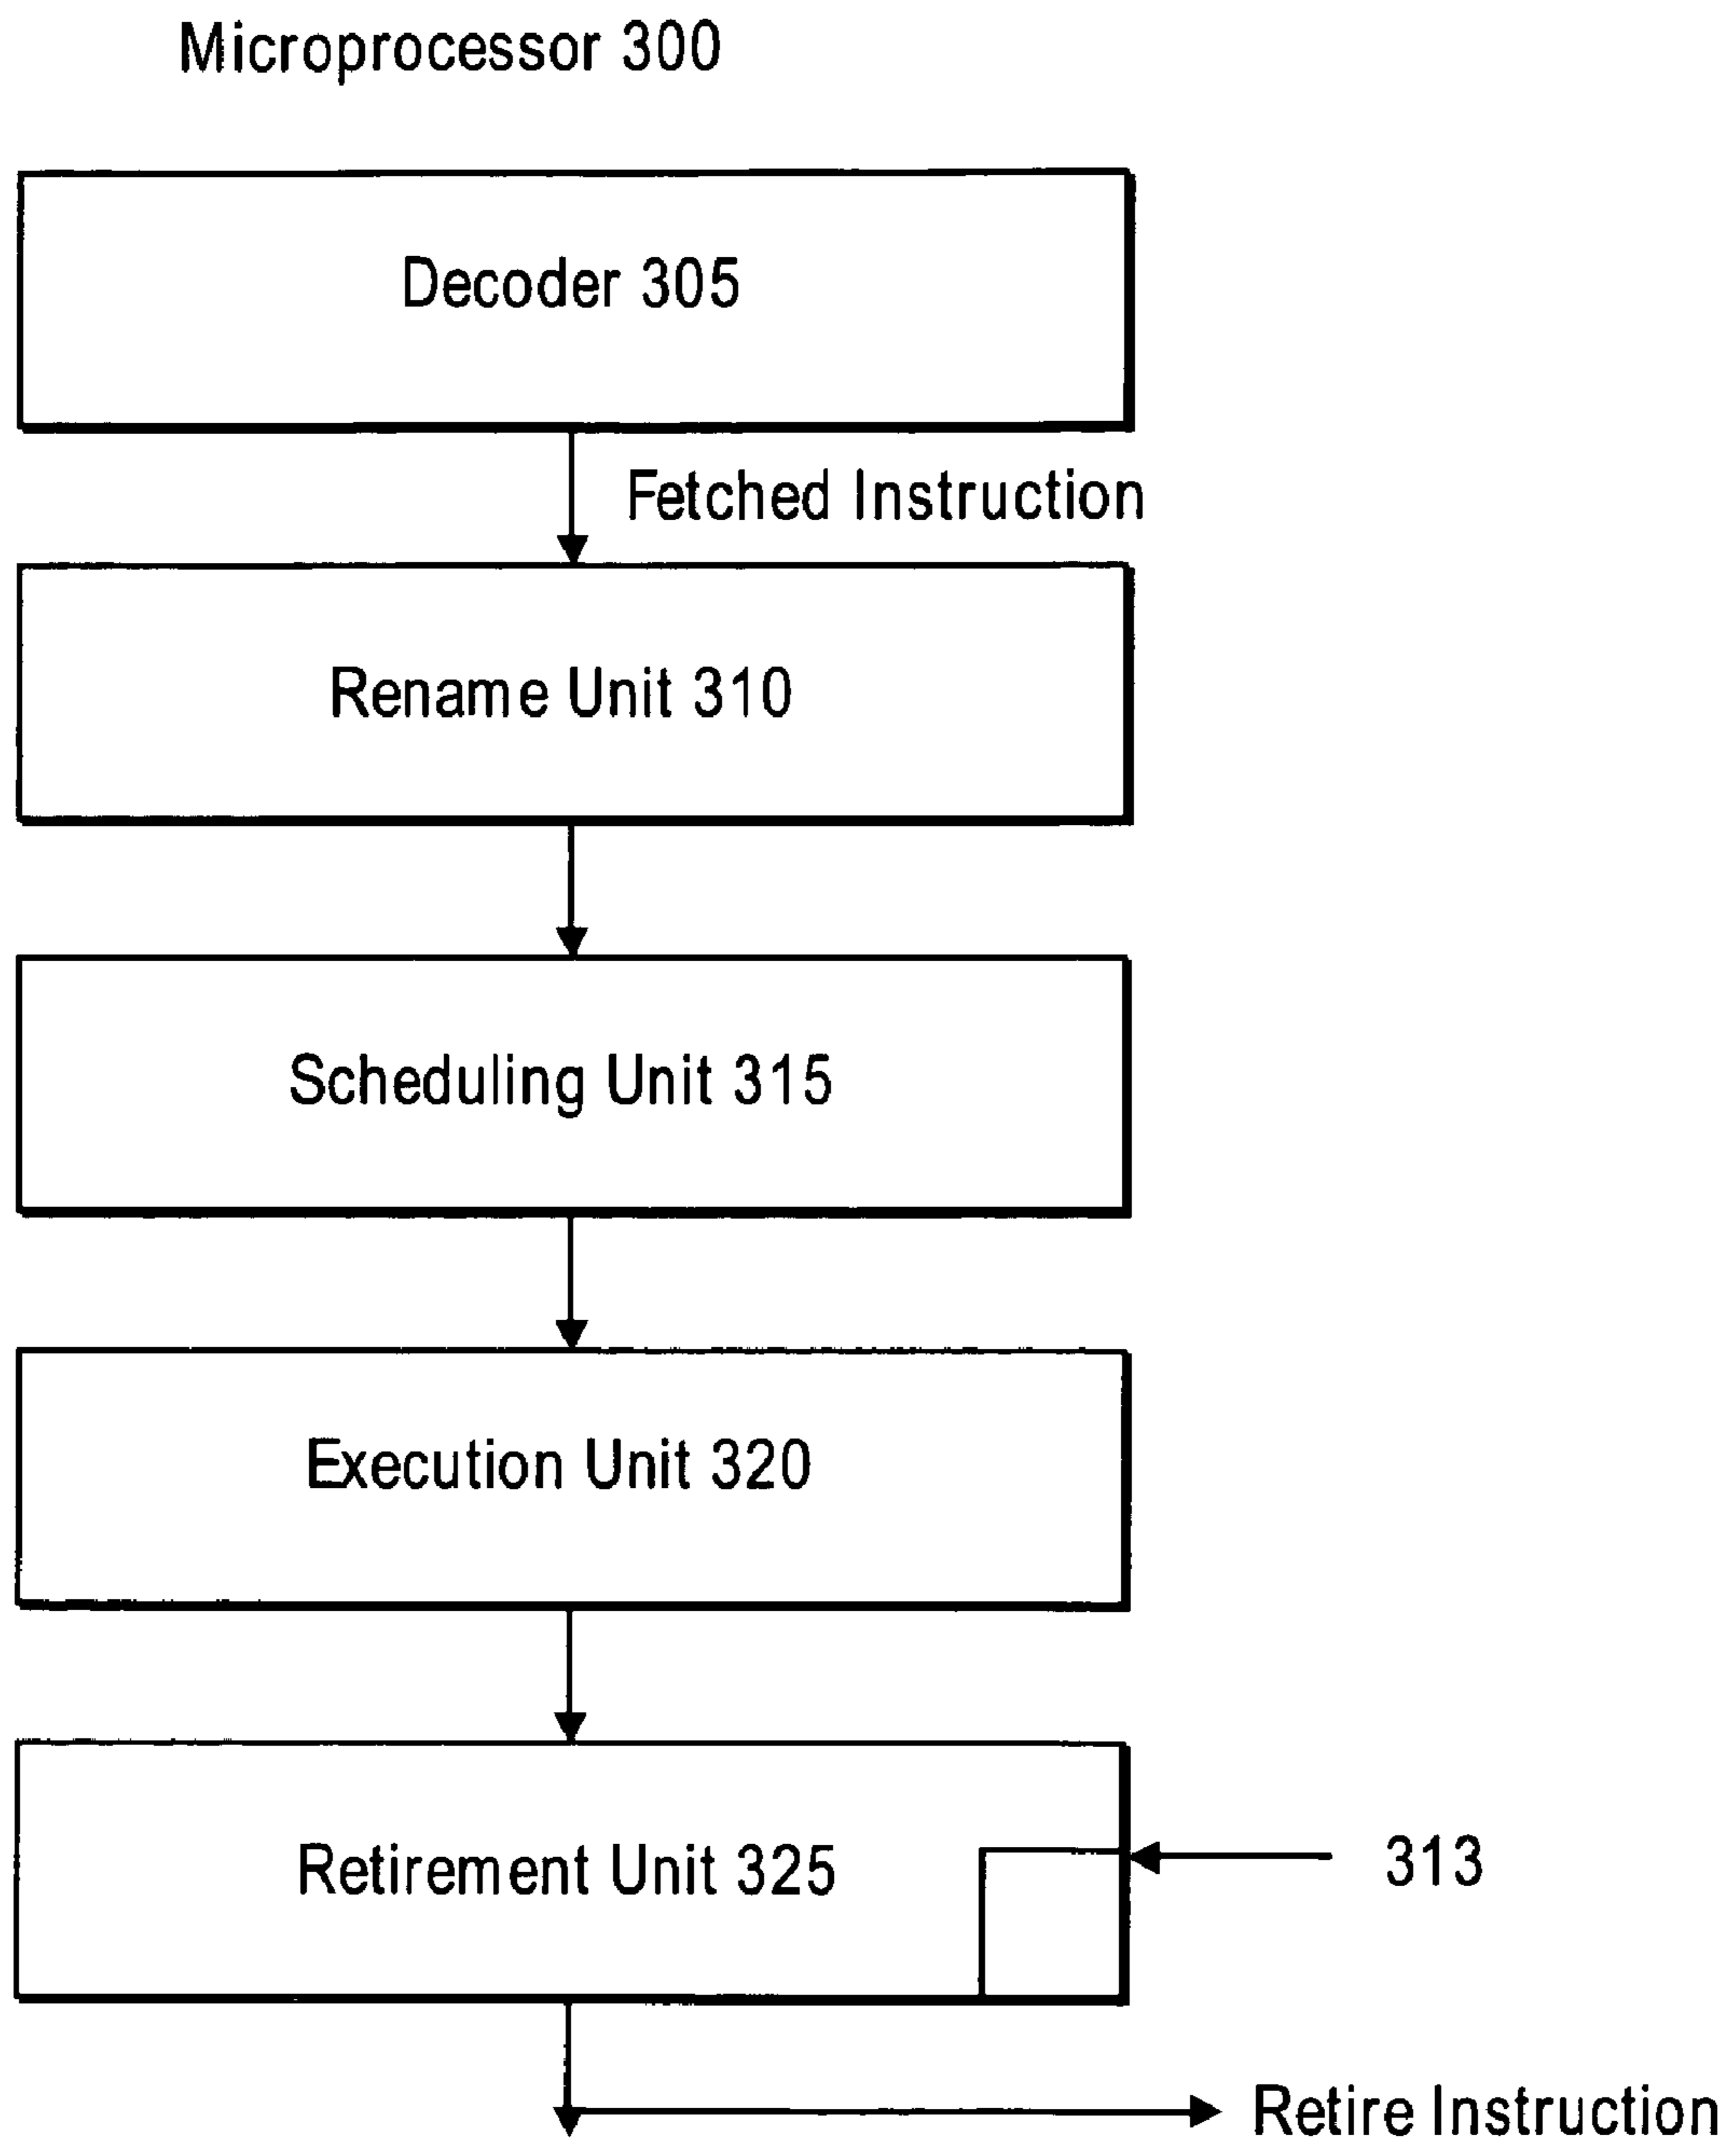 Microprocessor 300
Decoder 305
Fetched Instruction
Rename Unit 310
Scheduling Unit 315
Execution Unit 320
Retirement Unit 325
313
Retire Instruction